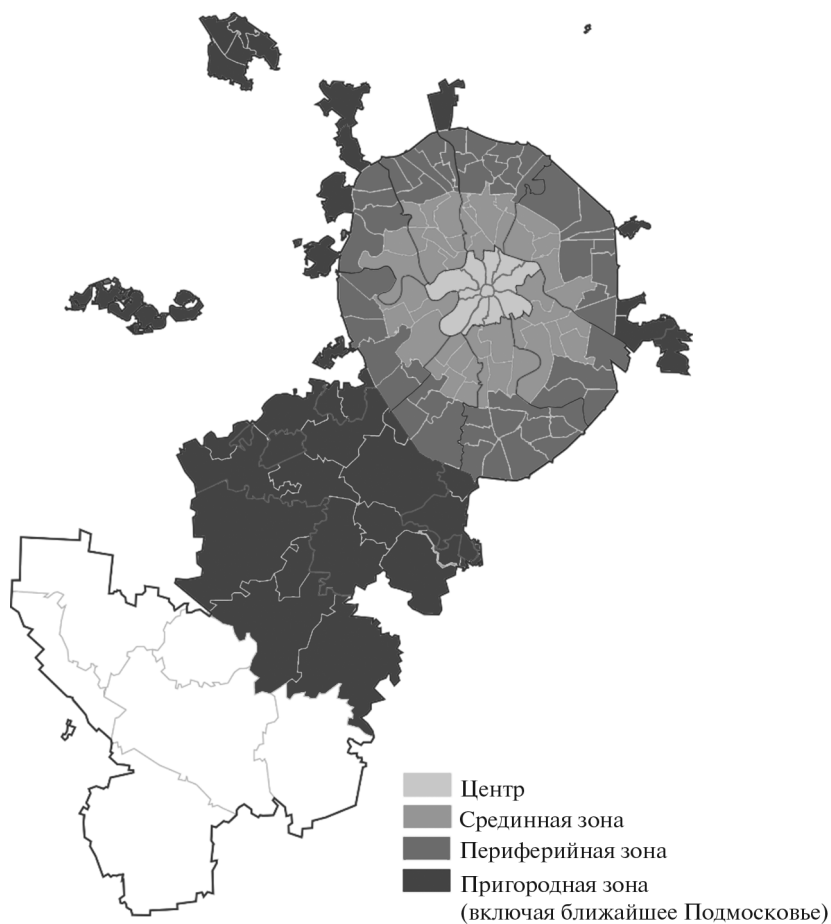 Центр
Срединная зона
Периферийная зона
Пригородная зона
(включая ближайшее Подмосковье)